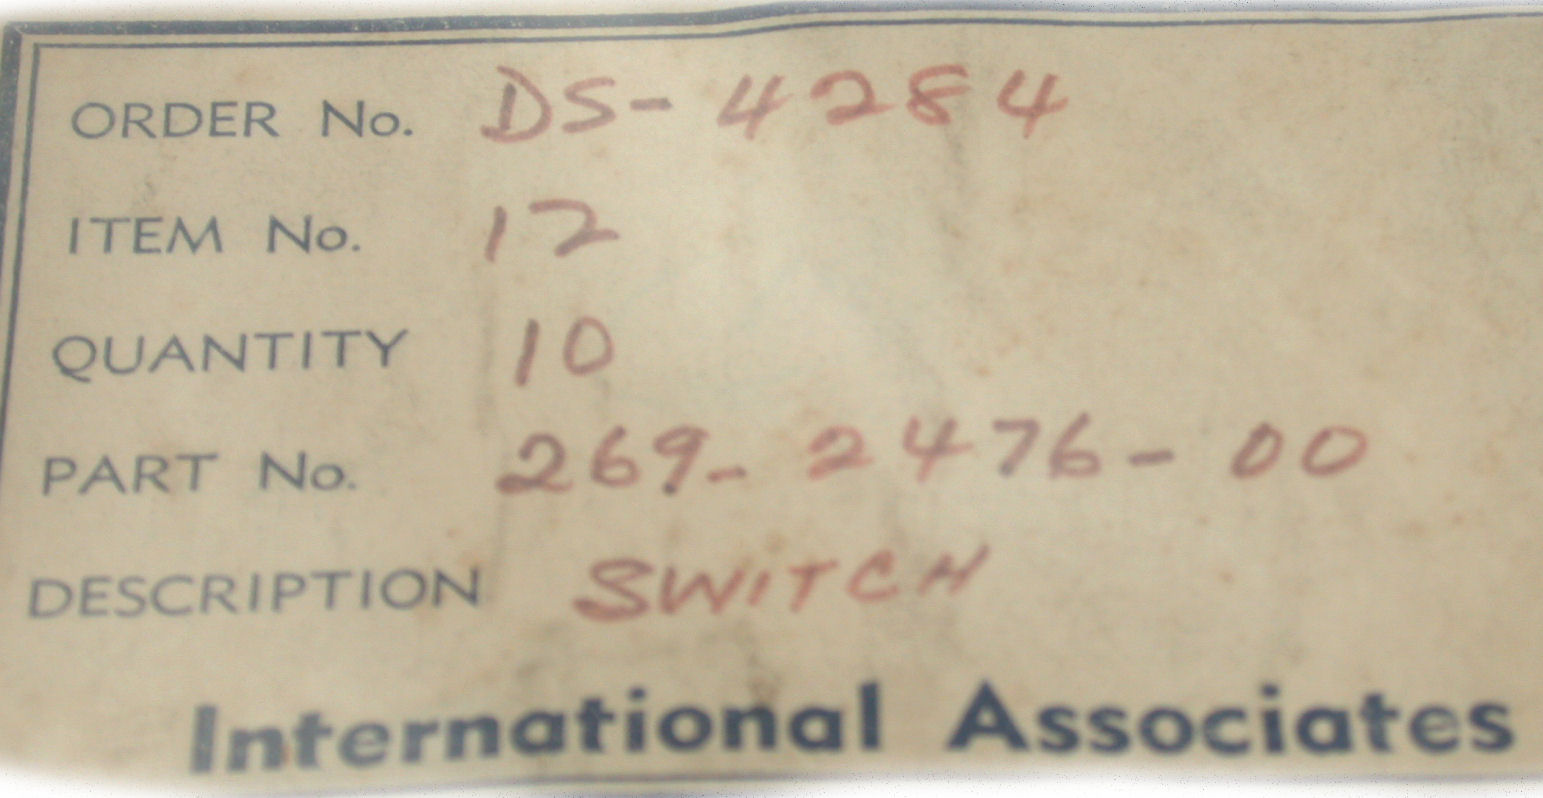 ORDER No. DS-4284
ITEM No. 12
QUANTITY 10
PART No. 269-2476-00
DESCRIPTION SWITCH
International Associates